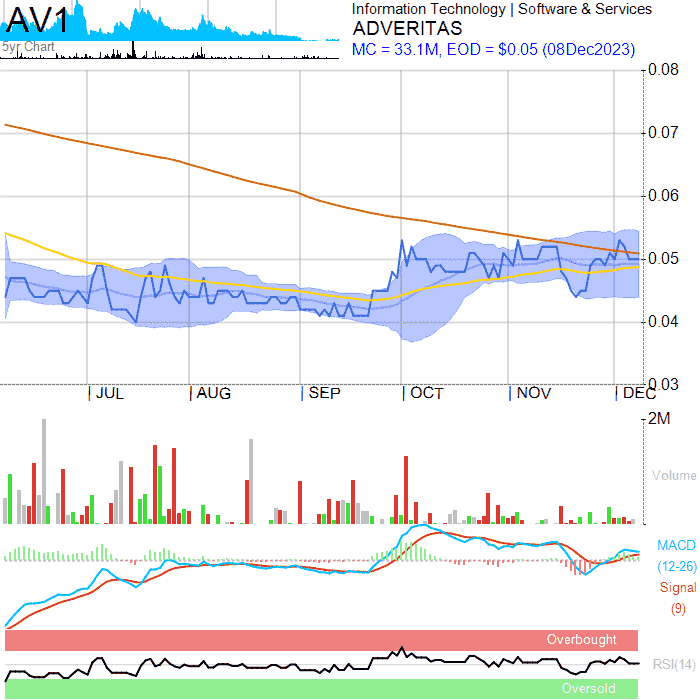 AV1
5yr Chart
Information Technology | Software & Services
ADVERITAS
MC = 33.1M, EOD = $0.05 (08Dec2023)
0.08
0.07
0.06
0.05
0.04
0.03
JUL AUG SEP OCT NOV DEC
2M
Volume
MACD
(12-26)
Signal
(9)
Overbought
RSI(14)
Oversold